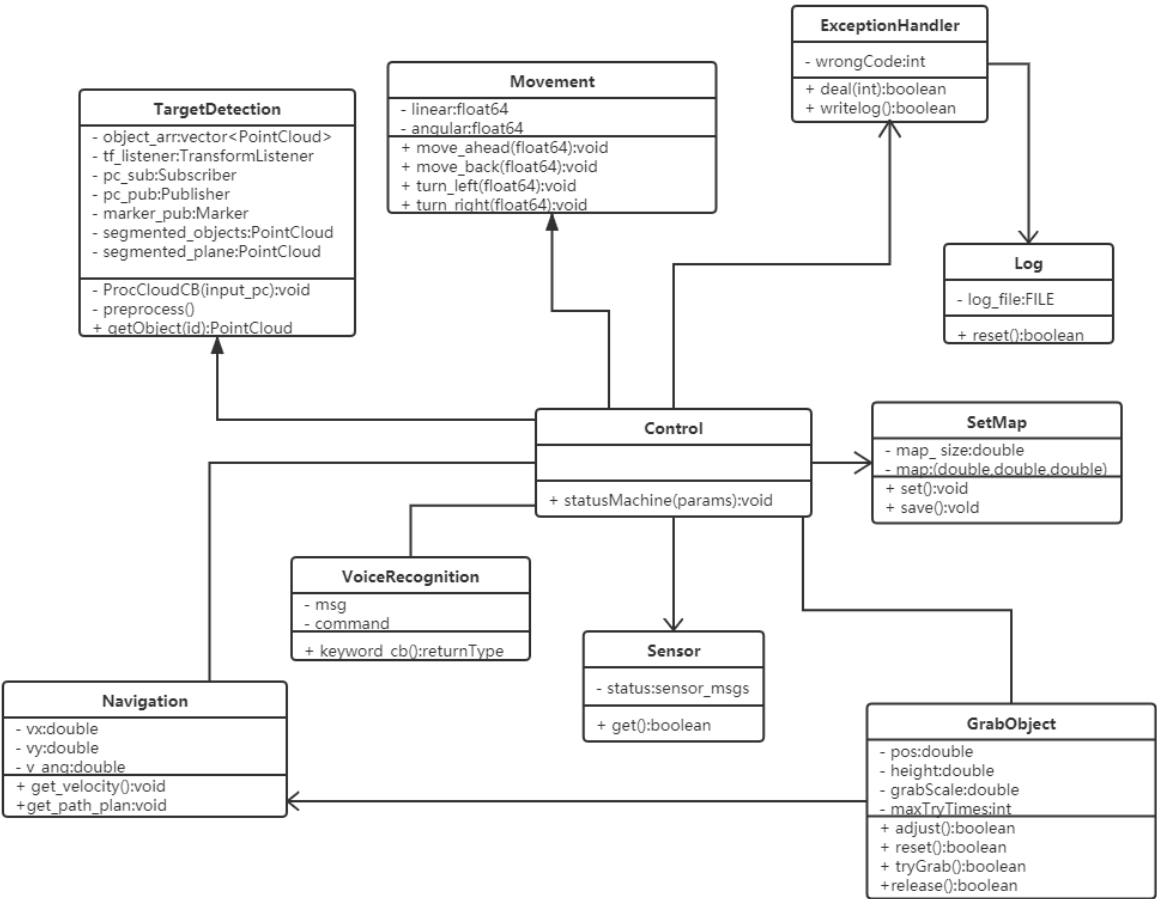 ExceptionHandler
- wrongCode:int
+ deal(int):boolean
+ writelog():boolean
Movement
- linear:float64
- angular:float64
+ move_ahead(float64):void
+ move_back(float64):void
+ turn_left(float64):void
+ turn_right(float64):void
TargetDetection
- object_arr:vector<PointCloud>
- tf_listener:TransformListener
- pc_sub:Subscriber
- pc_pub:Publisher
- marker_pub:Marker
- segmented_objects:PointCloud
- segmented_plane:PointCloud
- ProcCloudCB(input_pc):void
- preprocess()
+ getObject(id):PointCloud
Log
- log_file:FILE
+ reset():boolean
Control
+ statusMachine(params):void
SetMap
- map_ size:double
- map:(double,double,double)
+ set():void
+ save():vold
VoiceRecognition
- msg
- command
+ keyword_cb():returnType
Sensor
- status:sensor_msgs
+ get():boolean
Navigation
- vx:double
- vy:double
- v_ang:double
+ get_velocity():void
+get_path_plan:void
GrabObject
- pos:double
- height:double
- grabScale:double
- maxTryTimes:int
+ adjust():boolean
+ reset():boolean
+ tryGrab():boolean
+release():boolean